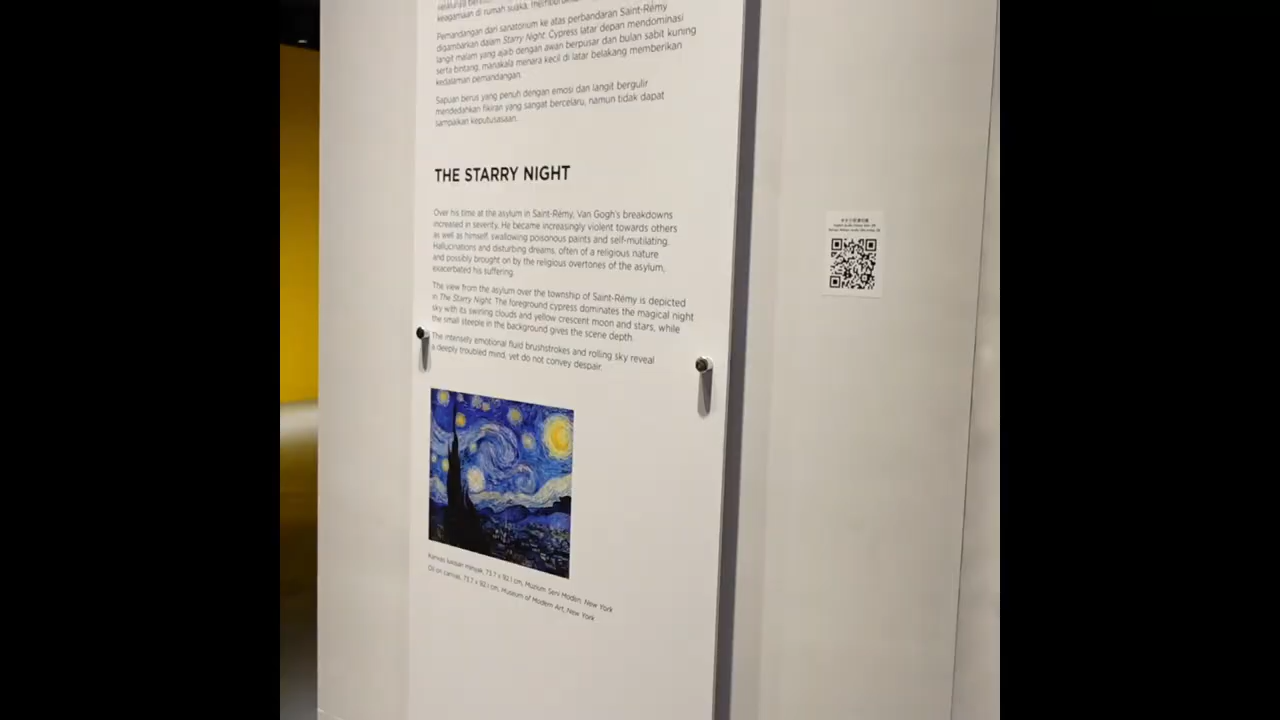 keagamaan di rumah suaka,
Pemandangan dari sanatorium ke atas perbandaran Saint-Rémy
digambarkan dalam Starry Night. Cypress latar depan mendominasi
langit malam yang ajaib dengan awan berpusar dan bulan sabit kuning
serta bintang, manakala menara kecil di latar belakang memberikan
kedalaman pemandangan.
Sapuan berus yang penuh dengan emosi dan langit bergulir
mendedahkan fikiran yang sangat bercelaru, namun tidak dapat
sampaikan keputusasaan.
THE STARRY NIGHT
Over his time at the asylum in Saint-Rémy, Van Gogh's breakdowns
increased in severity. He became increasingly violent towards others
as well as himself, swallowing poisonous paints and self-mutilating.
Hallucinations and disturbing dreams, often of a religious nature
and possibly brought on by the religious overtones of the asylum,
exacerbated his suffering.
The view from the asylum over the township of Saint-Rémy is depicted
in The Starry Night. The foreground cypress dominates the magical night
sky with its swirling clouds and yellow crescent moon and stars, while
the small steeple in the background gives the scene depth.
The intensely emotional fluid brushstrokes and rolling sky reveal
a deeply troubled mind, yet do not convey despair.
Kanvas barisan minyak, 73.7 x 92.1 cm, Muzium Seni Moden, New York
Oil on canvas, 73.7 x 92.1 cm, Museum of Modern Art, New York